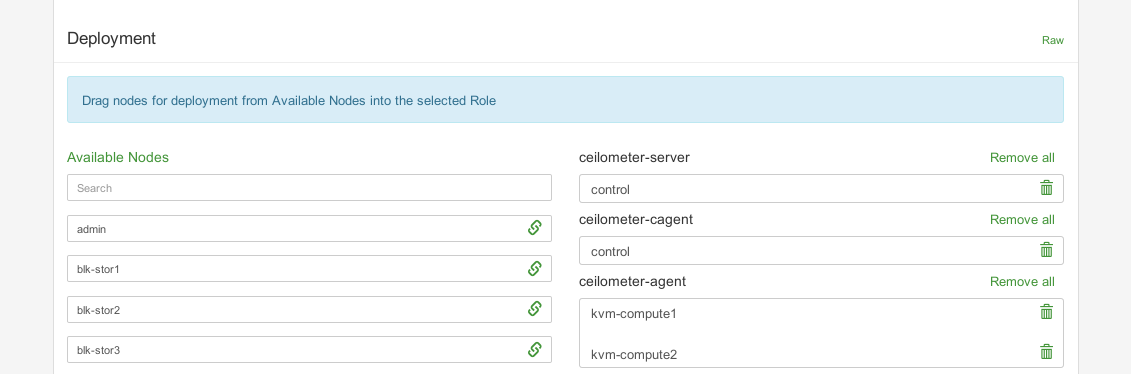 Deployment
Raw
Drag nodes for deployment from Available Nodes into the selected Role
Available Nodes
Search
admin
blk-stor1
blk-stor2
blk-stor3
ceilometer-server
Remove all
control
ceilometer-cagent
Remove all
control
ceilometer-agent
Remove all
kvm-compute1
kvm-compute2